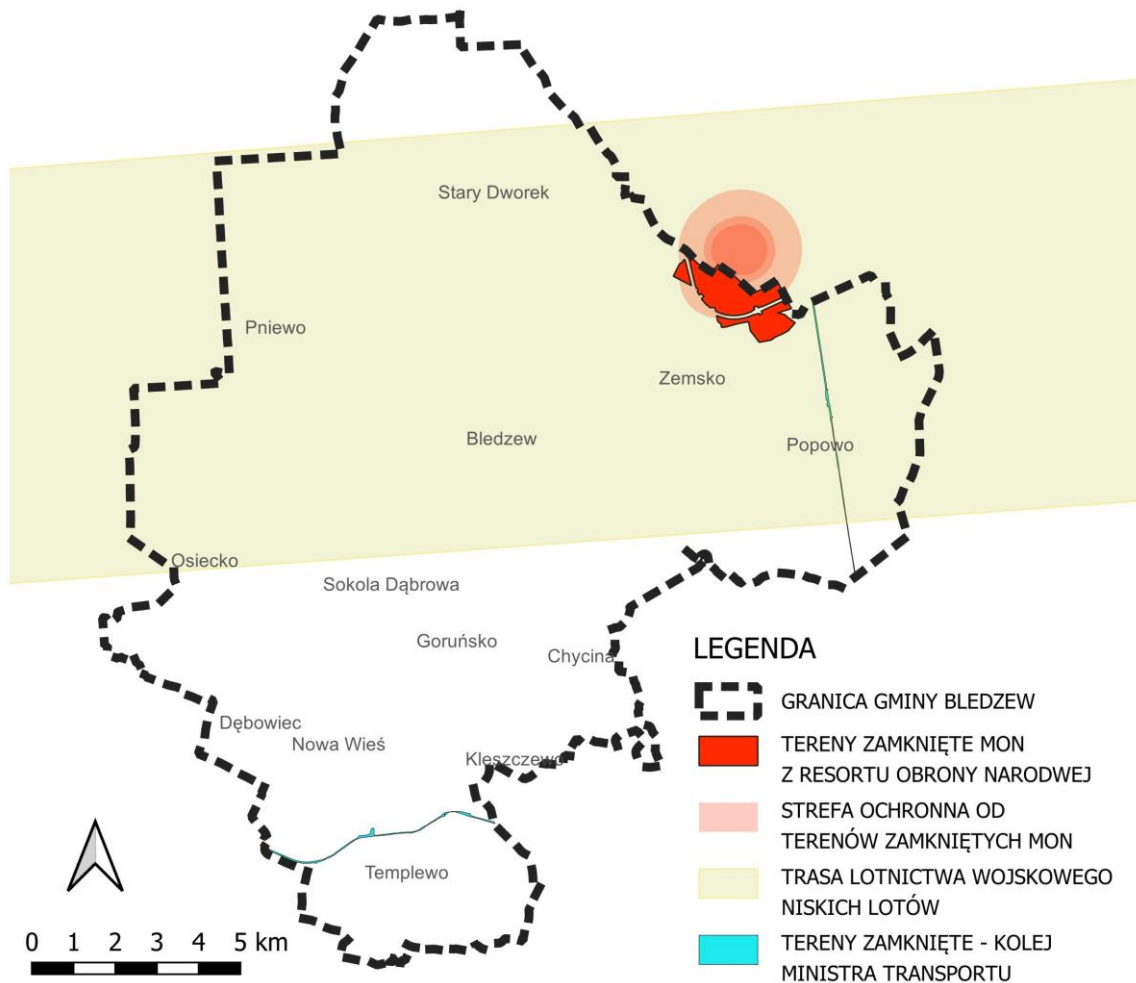 Stary Dworek
Pniewo
Zemsko
Bledzew
Popowo
Osiecko
Sokola Dąbrowa
Goruńsko
Chycina
Dębowiec
Nowa Wieś
Kleszczewo
Templewo
0 1 2 3 4 5 km
LEGENDA
GRANICA GMINY BLEDZEW
TERENY ZAMKNIĘTE MON
Z RESORTU OBRONY NARODWEJ
STREFA OCHRONNA OD
TERENÓW ZAMKNIĘTYCH MON
TRASA LOTNICTWA WOJSKOWEGO
NISKICH LOTÓW
TERENY ZAMKNIĘTE - KOLEJ
MINISTRA TRANSPORTU